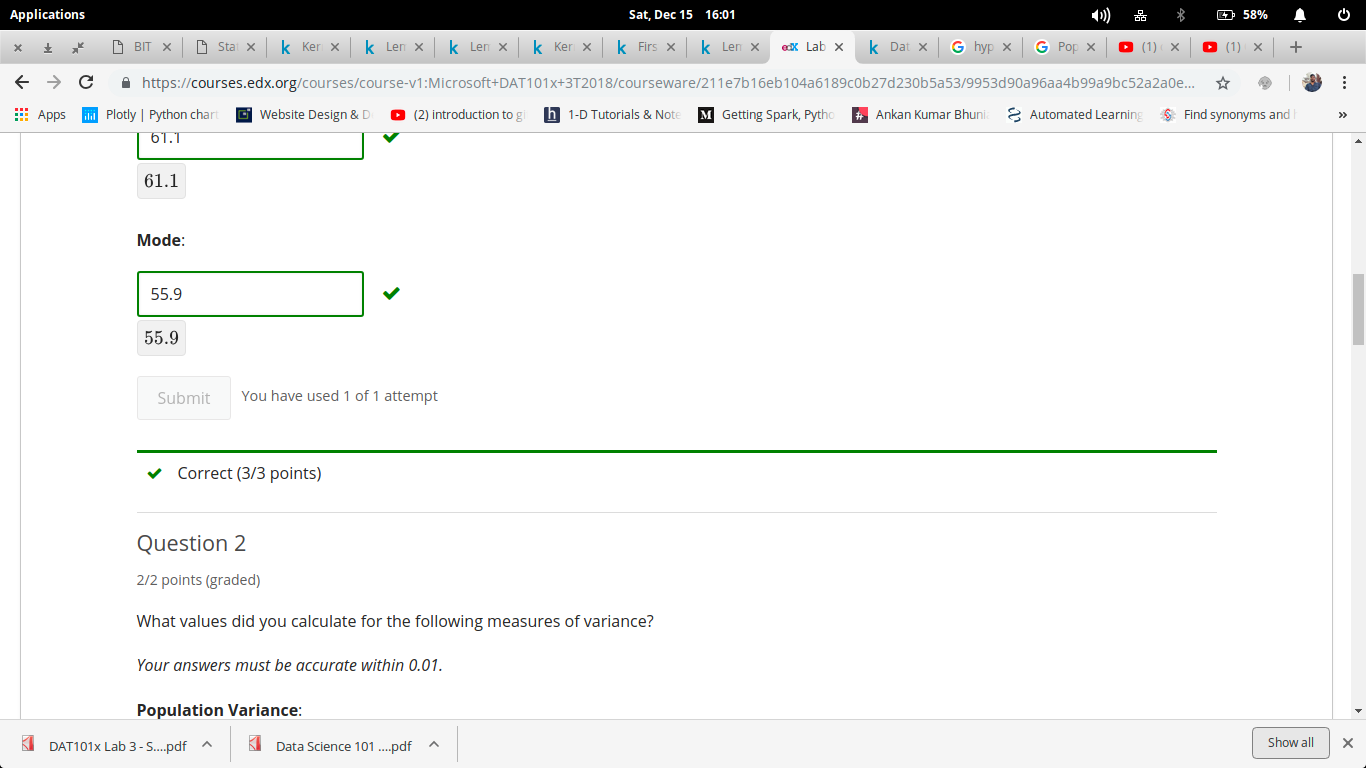 Applications Sat, Dec 15 16:01 58%
BIT Stat Ker Len Len Ker Firs Len edX Lab Dat hyp Pop (1) (1)
https://courses.edx.org/courses/course-v1:Microsoft+DAT101x+3T2018/courseware/211e7b16eb104a6189c0b27d230b5a53/9953d90a96aa4b99a9bc52a2a0e...
Apps Plotly | Python chart Website Design & D (2) introduction to gi 1-D Tutorials & Note Getting Spark, Pytho Ankan Kumar Bhuni Automated Learning Find synonyms and »
61.1
61.1
Mode:
55.9
55.9
Submit You have used 1 of 1 attempt
Correct (3/3 points)
Question 2
2/2 points (graded)
What values did you calculate for the following measures of variance?
Your answers must be accurate within 0.01.
Population Variance:
DAT101x Lab 3 - S....pdf Data Science 101 ....pdf Show all